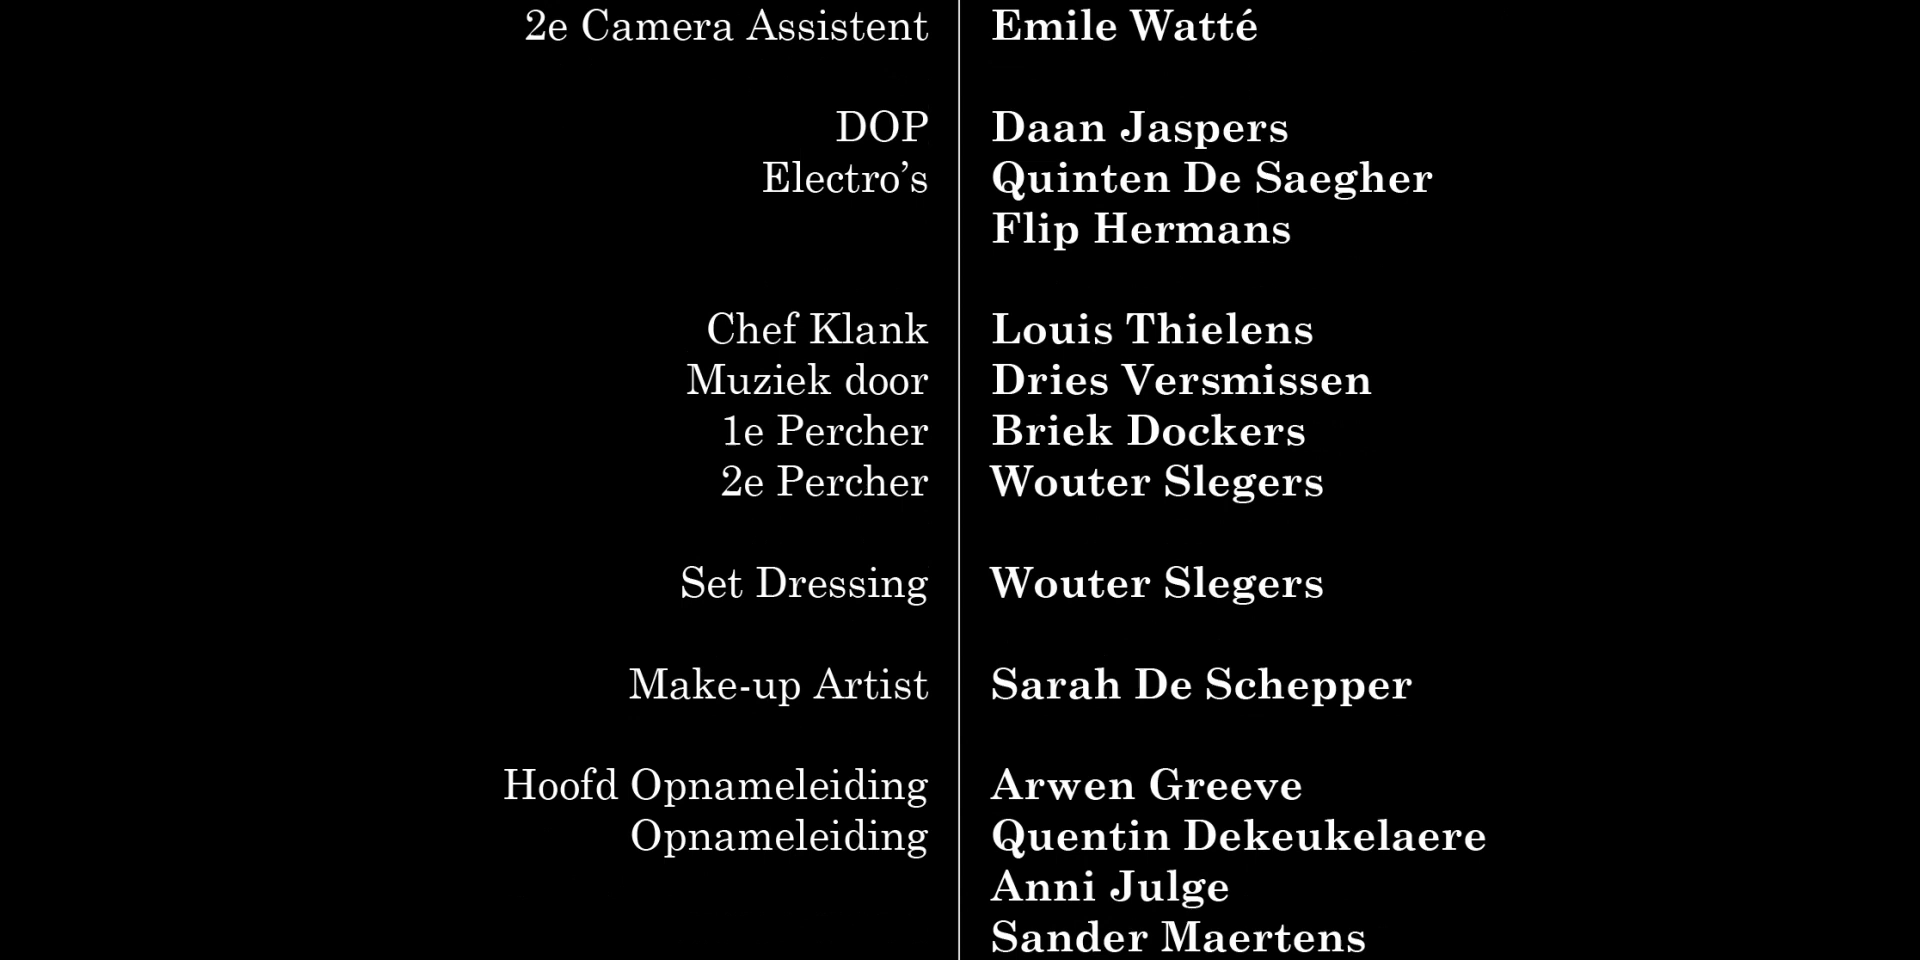 2e Camera Assistent Emile Watté
DOP Daan Jaspers
Electro’s Quinten De Saegher
Flip Hermans
Chef Klank Louis Thielens
Muziek door Dries Versmissen
1e Percher Briek Dockers
2e Percher Wouter Slegers
Set Dressing Wouter Slegers
Make-up Artist Sarah De Schepper
Hoofd Opnameleiding Arwen Greeve
Opnameleiding Quentin Dekeukelaere
Anni Julge
Sander Maertens